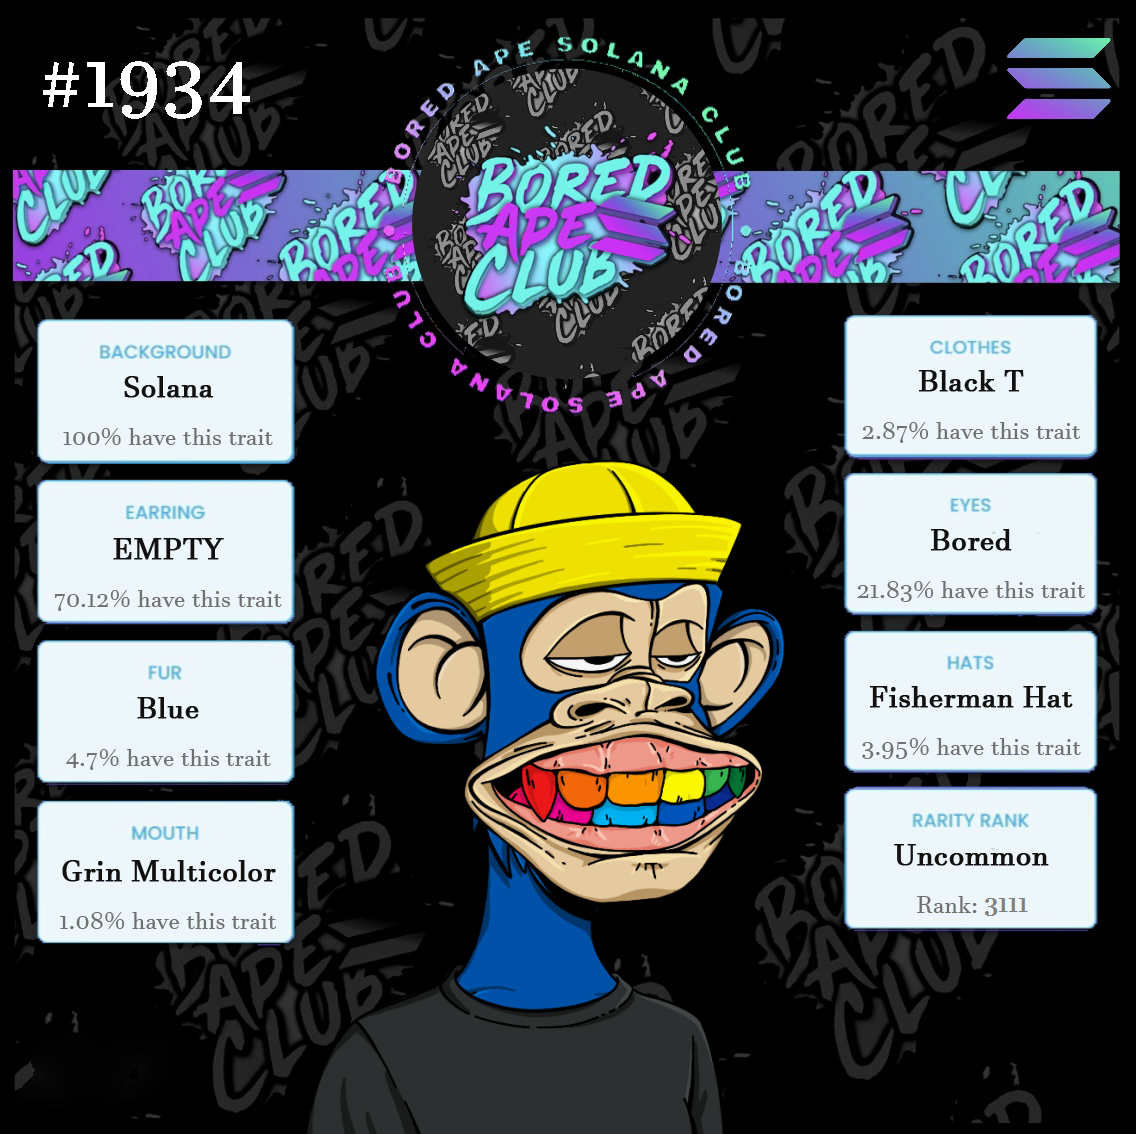 #1934
BORED APE SOLANA CLUB
BORED APE SOLANA CLUB
BORED
APE
CLUB
BACKGROUND
Solana
100% have this trait
EARRING
EMPTY
70.12% have this trait
FUR
Blue
4.7% have this trait
MOUTH
Grin Multicolor
1.08% have this trait
CLOTHES
Black T
2.87% have this trait
EYES
Bored
21.83% have this trait
HATS
Fisherman Hat
3.95% have this trait
RARITY RANK
Uncommon
Rank: 3111